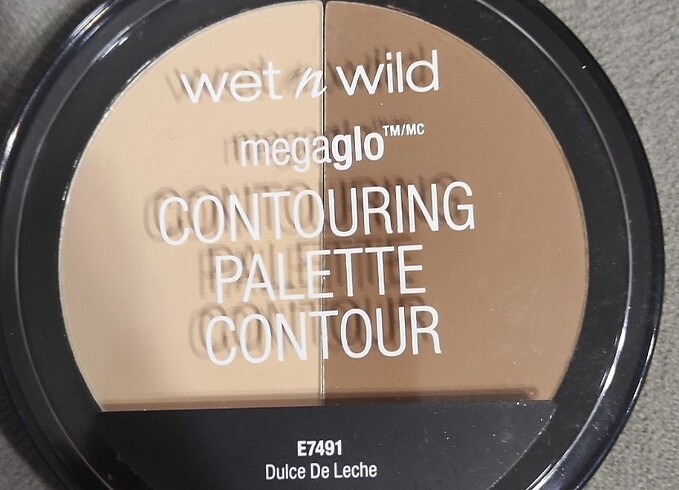 wet n wild
megaglo™/MC
CONTOURING
PALETTE
CONTOUR
E7491
Dulce De Leche